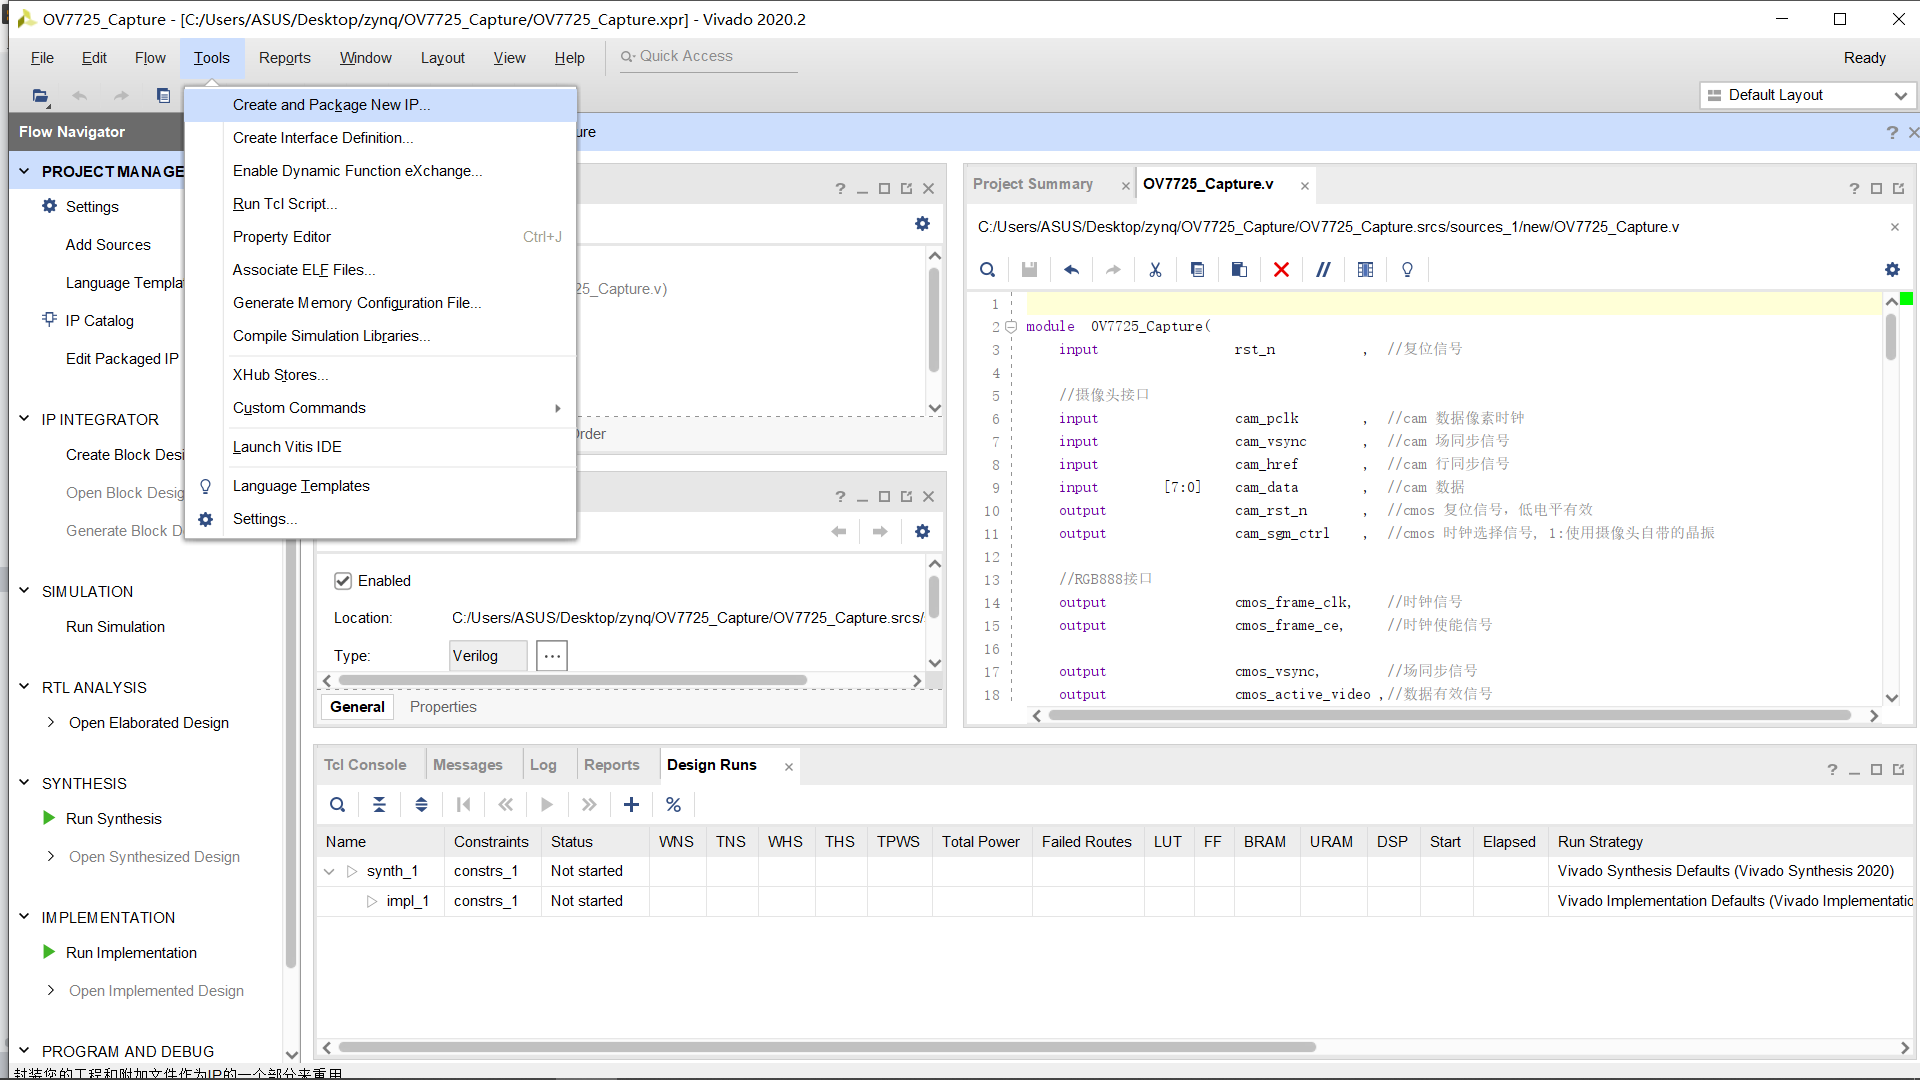 OV7725_Capture - [C:/Users/ASUS/Desktop/zynq/OV7725_Capture/OV7725_Capture.xpr] - Vivado 2020.2
File Edit Flow Tools Reports Window Layout View Help Quick Access Ready
Default Layout
Flow Navigator
PROJECT MANAGE
Settings
Add Sources
Language Templa
IP Catalog
Edit Packaged IP
IP INTEGRATOR
Create Block Desi
Open Block Desig
Generate Block D
SIMULATION
Run Simulation
RTL ANALYSIS
Open Elaborated Design
SYNTHESIS
Run Synthesis
Open Synthesized Design
IMPLEMENTATION
Run Implementation
Open Implemented Design
PROGRAM AND DEBUG
封装您的工程和附加文件作为IP的一个部分来重用
Create and Package New IP...
Create Interface Definition...
Enable Dynamic Function eXchange...
Run Tcl Script...
Property Editor Ctrl+J
Associate ELF Files...
Generate Memory Configuration File...
Compile Simulation Libraries...
XHub Stores...
Custom Commands
Launch Vitis IDE
Language Templates
Settings...
ure
25_Capture.v)
Order
Enabled
Location: C:/Users/ASUS/Desktop/zynq/OV7725_Capture/OV7725_Capture.srcs/
Type: Verilog ...
General Properties
Project Summary OV7725_Capture.v
C:/Users/ASUS/Desktop/zynq/OV7725_Capture/OV7725_Capture.srcs/sources_1/new/OV7725_Capture.v
1
2 module OV7725_Capture(
3 input rst_n , //复位信号
4
5 //摄像头接口
6 input cam_pclk , //cam 数据像素时钟
7 input cam_vsync , //cam 场同步信号
8 input cam_href , //cam 行同步信号
9 input [7:0] cam_data , //cam 数据
10 output cam_rst_n , //cmos 复位信号，低电平有效
11 output cam_sgm_ctrl , //cmos 时钟选择信号, 1:使用摄像头自带的晶振
12
13 //RGB888接口
14 output cmos_frame_clk, //时钟信号
15 output cmos_frame_ce, //时钟使能信号
16
17 output cmos_vsync, //场同步信号
18 output cmos_active_video ,//数据有效信号
Tcl Console Messages Log Reports Design Runs
Name Constraints Status WNS TNS WHS THS TPWS Total Power Failed Routes LUT FF BRAM URAM DSP Start Elapsed Run Strategy
synth_1 constrs_1 Not started Vivado Synthesis Defaults (Vivado Synthesis 2020)
impl_1 constrs_1 Not started Vivado Implementation Defaults (Vivado Implementatio